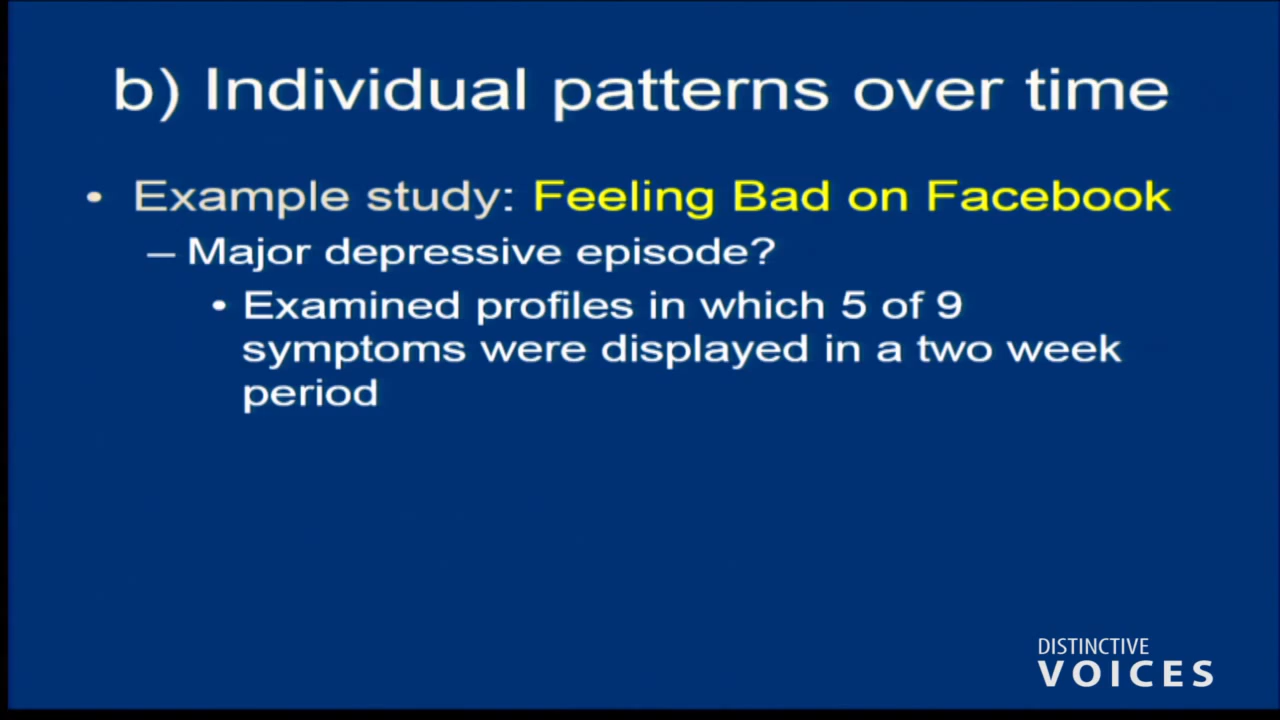 b) Individual patterns over time
• Example study: Feeling Bad on Facebook
– Major depressive episode?
• Examined profiles in which 5 of 9
symptoms were displayed in a two week
period
DISTINCTIVE
VOICES